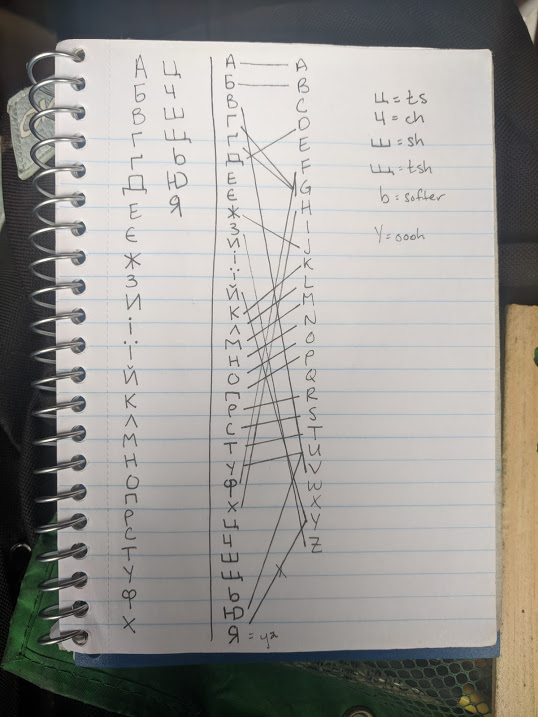 А Ц
Б Ч
В Ш
Г Щ
Ґ Ь
Д Ю
Е Я
Є
Ж
З
И
І
Ї
Й
К
Л
М
Н
О
П
Р
С
Т
У
Ф
Х
А
Б
В
Г
Ґ
Д
Е
Є
Ж
З
И
І
Ї
Й
К
Л
М
Н
О
П
Р
С
Т
У
Ф
Х
Ц
Ч
Ш
Щ
Ь
Ю
Я = ya
A
B
C
D
E
F
G
H
I
J
K
L
M
N
O
P
Q
R
S
T
U
V
W
X
Y
Z
Ц = ts
Ч = ch
Ш = sh
Щ = tsh
Ь = softer
У = oooh